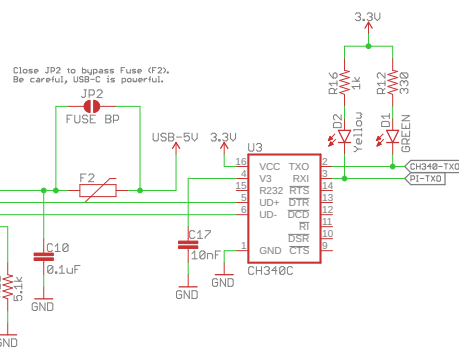 3.3V
Close JP2 to bypass Fuse (F2).
Be careful, USB-C is powerful.
JP2
FUSE BP
R16
1k
R12
330
D2
Yellow
D1
GREEN
USB-5V
3.3V
U3
F2
16 VCC TXO 2
4 V3 RXI 3
15 R232 RTS 14
5 UD+ DTR 13
6 UD- DCD 12
RI 11
DSR 10
1 GND CTS 9
CH340C
CH340-TXO
PI-TXO
C10
0.1uF
C17
10nF
5.1k
GND
GND
GND
GND